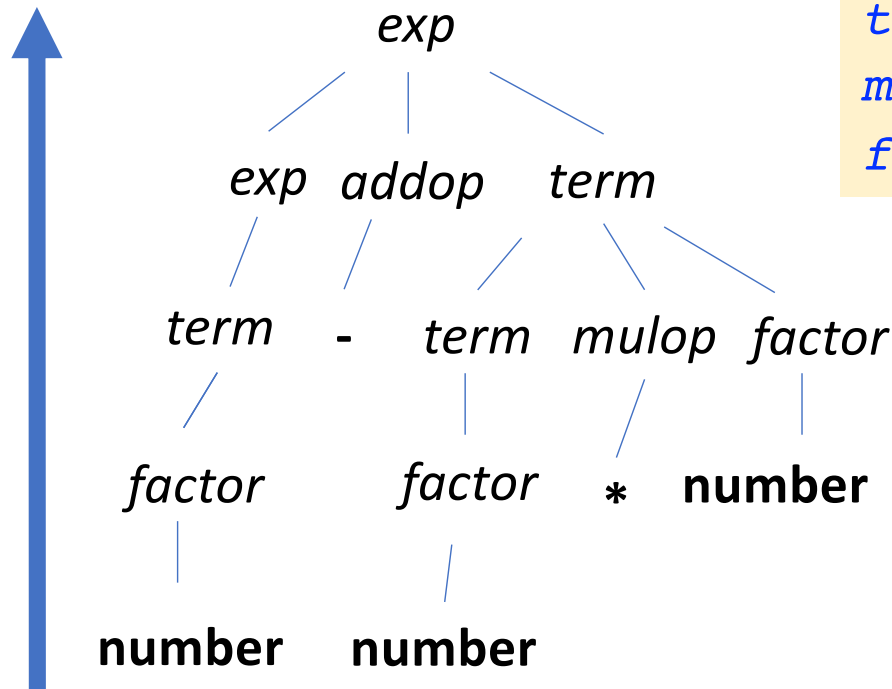 exp
t
m
f
exp addop term
term - term mulop factor
factor factor * number
number number